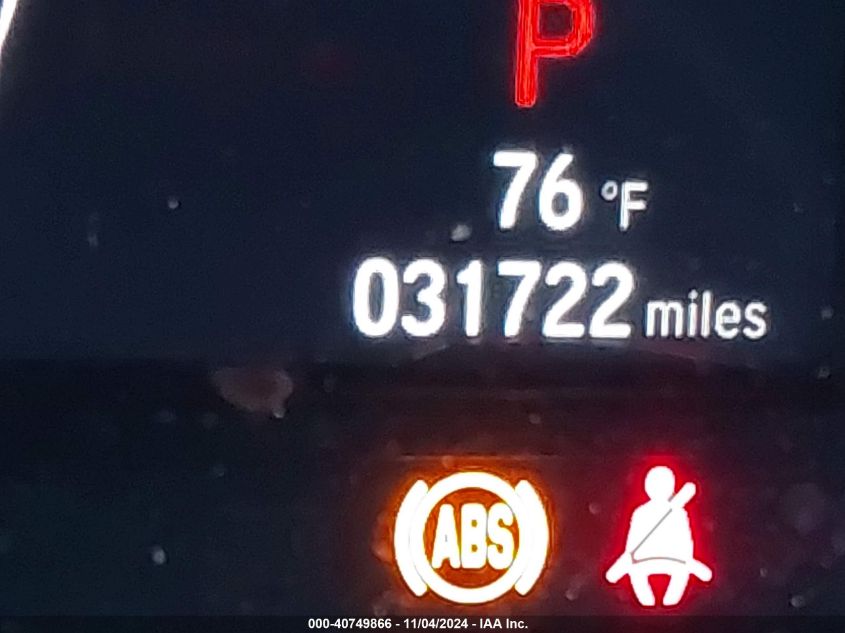 P
76 °F
031722 miles
ABS
000-40749866 - 11/04/2024 - IAA Inc.